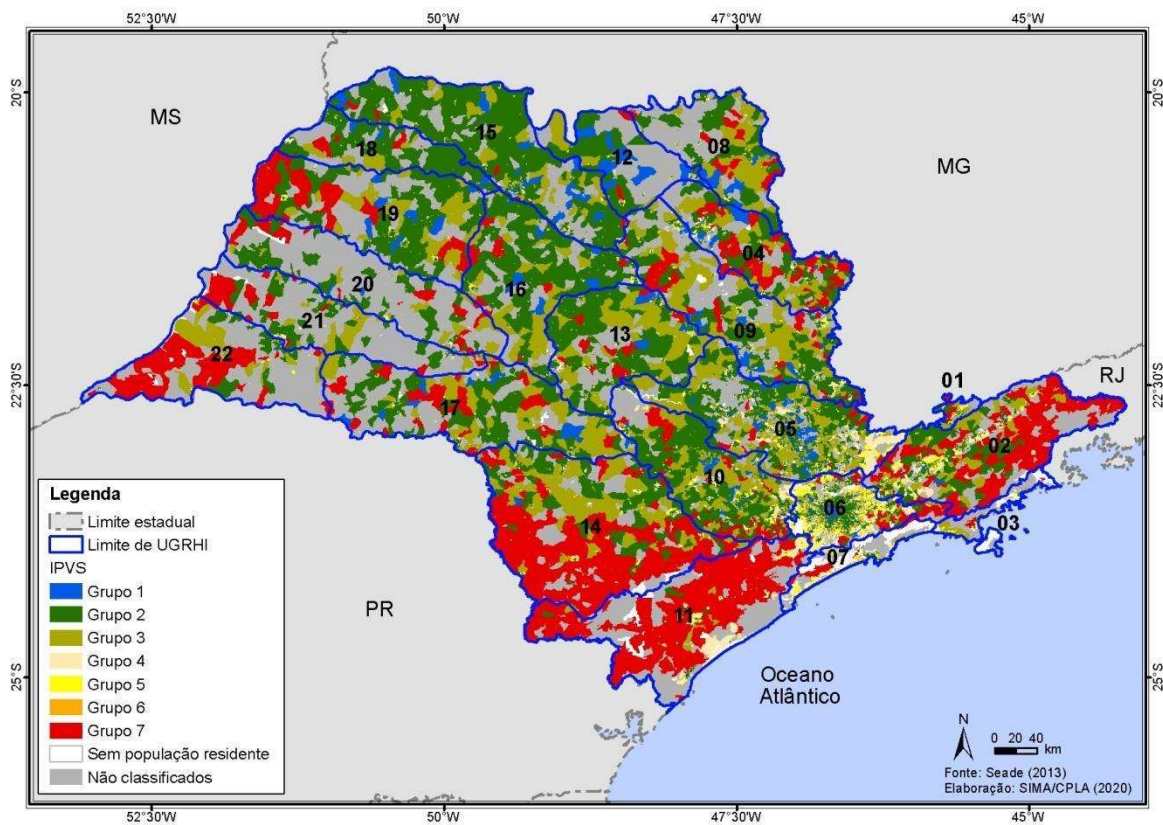 52°30'W 50°W 47°30'W 45°W
20°S 20°S
MS
MG
15
18
12
08
19
04
20
16
21
13
09
22
22°30'S 22°30'S
01
RJ
17
05
02
10
06
03
14
07
PR
11
25°S 25°S
Oceano
Atlântico
Legenda
Limite estadual
Limite de UGRHI
IPVS
Grupo 1
Grupo 2
Grupo 3
Grupo 4
Grupo 5
Grupo 6
Grupo 7
Sem população residente
Não classificados
N
0 20 40
km
Fonte: Seade (2013)
Elaboração: SIMA/CPLA (2020)
52°30'W 50°W 47°30'W 45°W